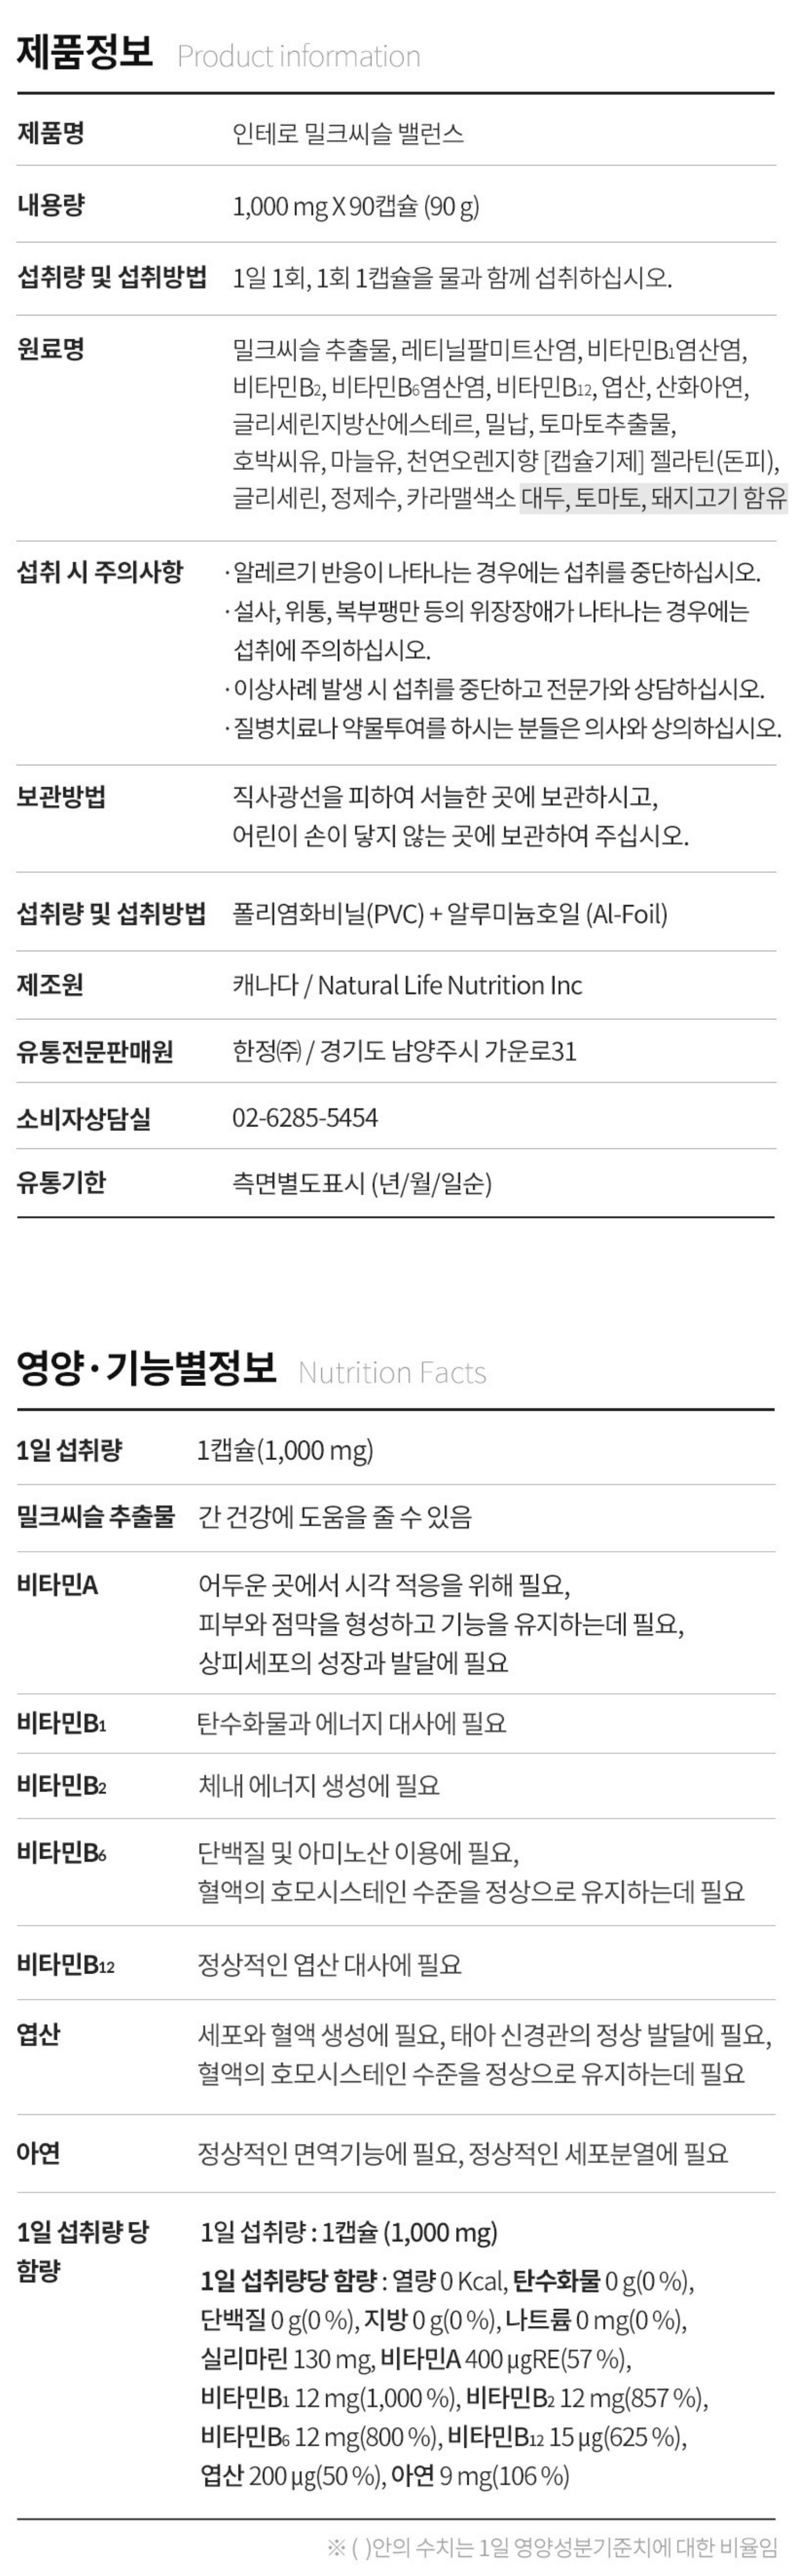 제품정보 Product information
제품명 인테로 밀크씨슬 밸런스
내용량 1,000 mg X 90캡슐 (90 g)
섭취량 및 섭취방법 1일 1회, 1회 1캡슐을 물과 함께 섭취하십시오.
원료명 밀크씨슬 추출물, 레티닐팔미트산염, 비타민B1염산염,
비타민B2, 비타민B6염산염, 비타민B12, 엽산, 산화아연,
글리세린지방산에스테르, 밀납, 토마토추출물,
호박씨유, 마늘유, 천연오렌지향 [캡슐기제] 젤라틴(돈피),
글리세린, 정제수, 카라맬색소 대두, 토마토, 돼지고기 함유
섭취 시 주의사항 · 알레르기 반응이 나타나는 경우에는 섭취를 중단하십시오.
· 설사, 위통, 복부팽만 등의 위장장애가 나타나는 경우에는
섭취에 주의하십시오.
· 이상사례 발생 시 섭취를 중단하고 전문가와 상담하십시오.
· 질병치료나 약물투여를 하시는 분들은 의사와 상의하십시오.
보관방법 직사광선을 피하여 서늘한 곳에 보관하시고,
어린이 손이 닿지 않는 곳에 보관하여 주십시오.
섭취량 및 섭취방법 폴리염화비닐(PVC) + 알루미늄호일 (Al-Foil)
제조원 캐나다 / Natural Life Nutrition Inc
유통전문판매원 한정㈜ / 경기도 남양주시 가운로31
소비자상담실 02-6285-5454
유통기한 측면별도표시 (년/월/일순)
영양·기능별정보 Nutrition Facts
1일 섭취량 1캡슐(1,000 mg)
밀크씨슬 추출물 간 건강에 도움을 줄 수 있음
비타민A 어두운 곳에서 시각 적응을 위해 필요,
피부와 점막을 형성하고 기능을 유지하는데 필요,
상피세포의 성장과 발달에 필요
비타민B1 탄수화물과 에너지 대사에 필요
비타민B2 체내 에너지 생성에 필요
비타민B6 단백질 및 아미노산 이용에 필요,
혈액의 호모시스테인 수준을 정상으로 유지하는데 필요
비타민B12 정상적인 엽산 대사에 필요
엽산 세포와 혈액 생성에 필요, 태아 신경관의 정상 발달에 필요,
혈액의 호모시스테인 수준을 정상으로 유지하는데 필요
아연 정상적인 면역기능에 필요, 정상적인 세포분열에 필요
1일 섭취량 당 1일 섭취량 : 1캡슐 (1,000 mg)
함량
1일 섭취량당 함량 : 열량 0 Kcal, 탄수화물 0 g(0 %),
단백질 0 g(0 %), 지방 0 g(0 %), 나트륨 0 mg(0 %),
실리마린 130 mg, 비타민A 400 μgRE(57 %),
비타민B1 12 mg(1,000 %), 비타민B2 12 mg(857 %),
비타민B6 12 mg(800 %), 비타민B12 15 μg(625 %),
엽산 200 μg(50 %), 아연 9 mg(106 %)
※ ( )안의 수치는 1일 영양성분기준치에 대한 비율임